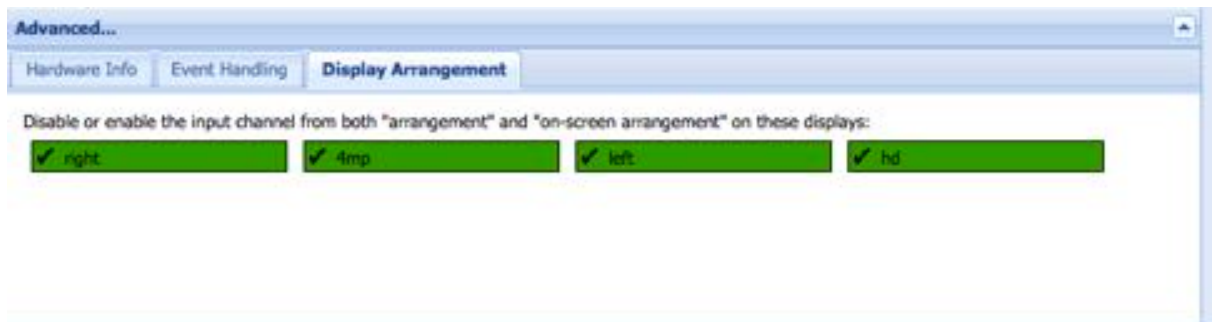 Advanced...
Hardware Info Event Handling Display Arrangement
Disable or enable the input channel from both "arrangement" and "on-screen arrangement" on these displays:
✔ right ✔ 4mp ✔ left ✔ hd